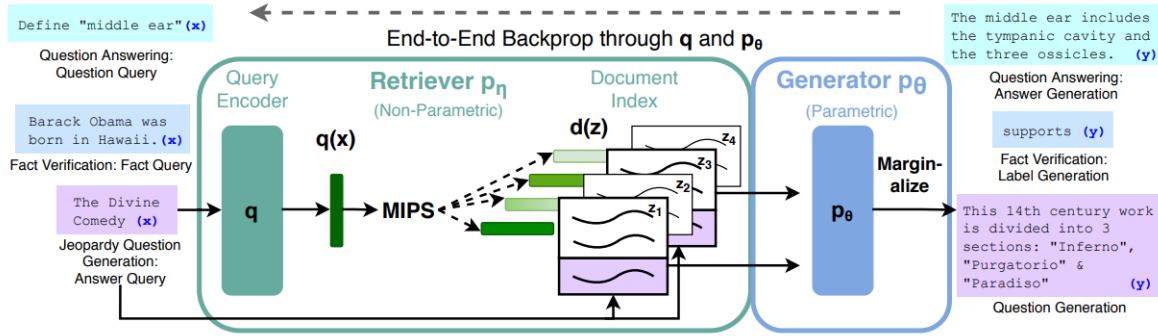 Define "middle ear" (x)
Question Answering:
Question Query
Barack Obama was
born in Hawaii. (x)
Fact Verification: Fact Query
The Divine
Comedy (x)
Jeopardy Question
Generation:
Answer Query
End-to-End Backprop through q and pθ
Query
Encoder
q
Retriever pη
(Non-Parametric)
q(x)
MIPS
Document
Index
d(z)
z4
z3
z2
z1
Generator pθ
(Parametric)
pθ
Margin-
alize
The middle ear includes
the tympanic cavity and
the three ossicles. (y)
Question Answering:
Answer Generation
supports (y)
Fact Verification:
Label Generation
This 14th century work
is divided into 3
sections: "Inferno",
"Purgatorio" &
"Paradiso" (y)
Question Generation